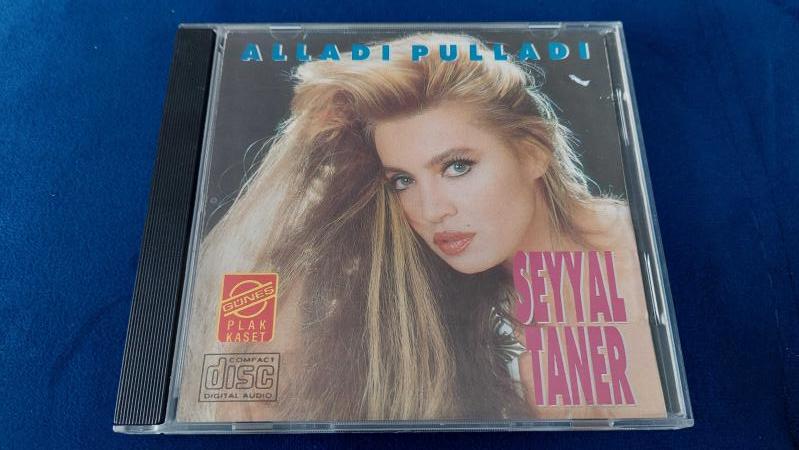 ALLADI PULLADI
SEYYAL
TANER
GÜNEŞ
PLAK
KASET
COMPACT
disc
DIGITAL AUDIO